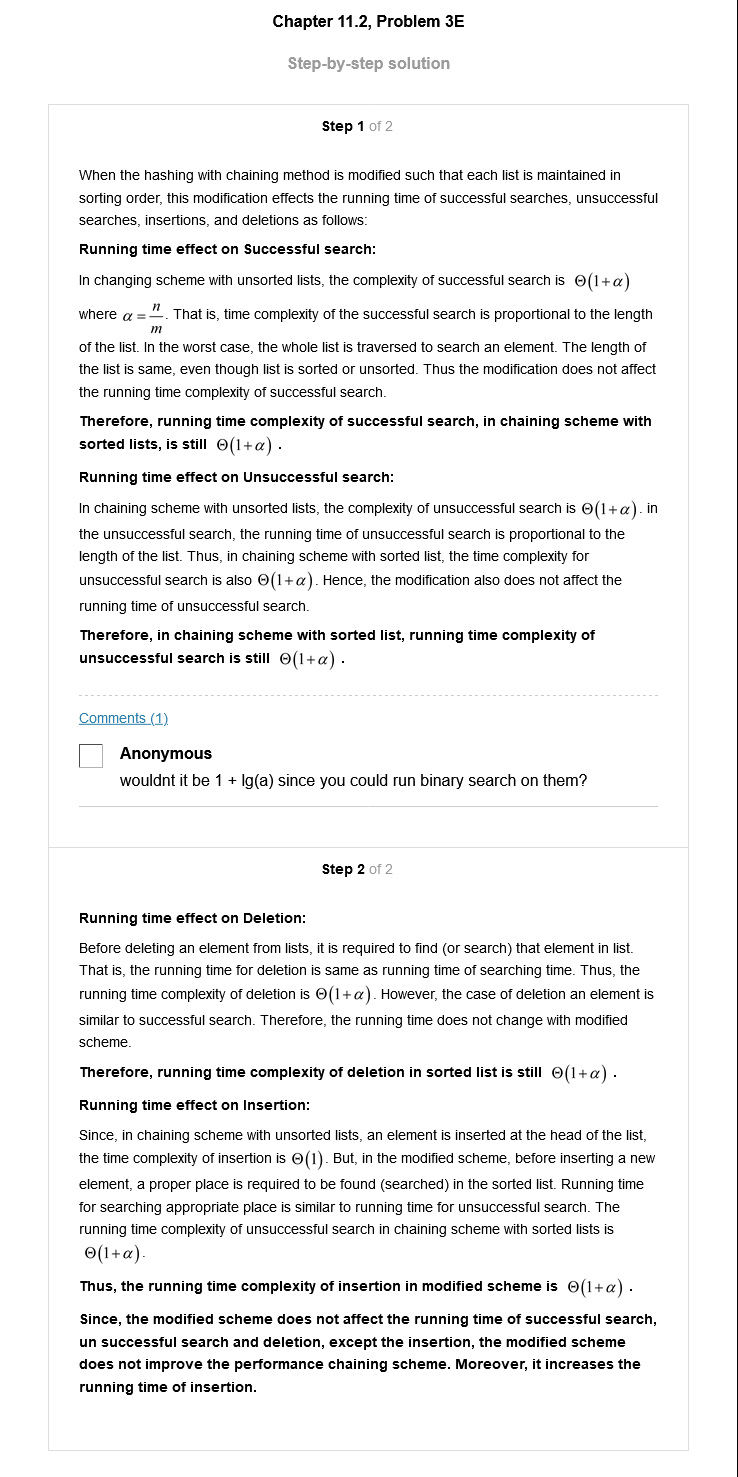 Chapter 11.2, Problem 3E
Step-by-step solution
Step 1 of 2
When the hashing with chaining method is modified such that each list is maintained in
sorting order, this modification effects the running time of successful searches, unsuccessful
searches, insertions, and deletions as follows:
Running time effect on Successful search:
In changing scheme with unsorted lists, the complexity of successful search is Θ(1+α)
where α = n/m. That is, time complexity of the successful search is proportional to the length
of the list. In the worst case, the whole list is traversed to search an element. The length of
the list is same, even though list is sorted or unsorted. Thus the modification does not affect
the running time complexity of successful search.
Therefore, running time complexity of successful search, in chaining scheme with
sorted lists, is still Θ(1+α) .
Running time effect on Unsuccessful search:
In chaining scheme with unsorted lists, the complexity of unsuccessful search is Θ(1+α). in
the unsuccessful search, the running time of unsuccessful search is proportional to the
length of the list. Thus, in chaining scheme with sorted list, the time complexity for
unsuccessful search is also Θ(1+α). Hence, the modification also does not affect the
running time of unsuccessful search.
Therefore, in chaining scheme with sorted list, running time complexity of
unsuccessful search is still Θ(1+α) .
Comments (1)
Anonymous
wouldnt it be 1 + lg(a) since you could run binary search on them?
Step 2 of 2
Running time effect on Deletion:
Before deleting an element from lists, it is required to find (or search) that element in list.
That is, the running time for deletion is same as running time of searching time. Thus, the
running time complexity of deletion is Θ(1+α). However, the case of deletion an element is
similar to successful search. Therefore, the running time does not change with modified
scheme.
Therefore, running time complexity of deletion in sorted list is still Θ(1+α) .
Running time effect on Insertion:
Since, in chaining scheme with unsorted lists, an element is inserted at the head of the list,
the time complexity of insertion is Θ(1). But, in the modified scheme, before inserting a new
element, a proper place is required to be found (searched) in the sorted list. Running time
for searching appropriate place is similar to running time for unsuccessful search. The
running time complexity of unsuccessful search in chaining scheme with sorted lists is
Θ(1+α).
Thus, the running time complexity of insertion in modified scheme is Θ(1+α) .
Since, the modified scheme does not affect the running time of successful search,
un successful search and deletion, except the insertion, the modified scheme
does not improve the performance chaining scheme. Moreover, it increases the
running time of insertion.